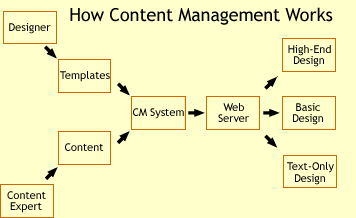 How Content Management Works
Designer
Templates
Content
Content
Expert
CM System
Web
Server
High-End
Design
Basic
Design
Text-Only
Design